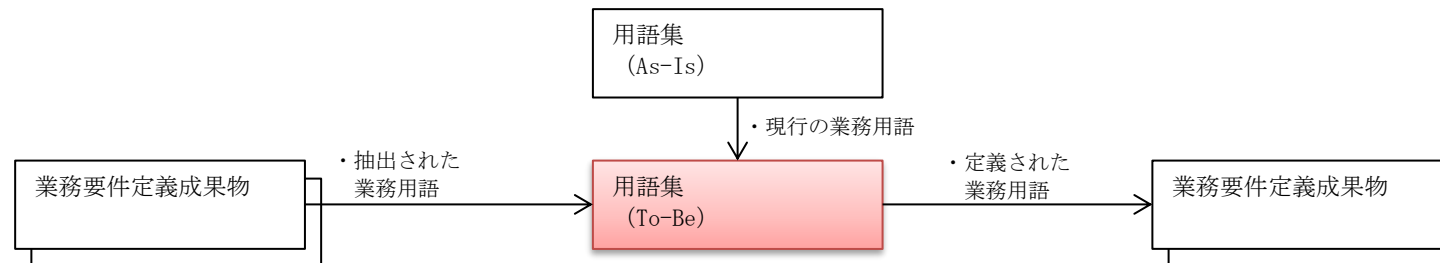 用語集
(As-Is)
・現行の業務用語
業務要件定義成果物
・抽出された
業務用語
用語集
(To-Be)
・定義された
業務用語
業務要件定義成果物